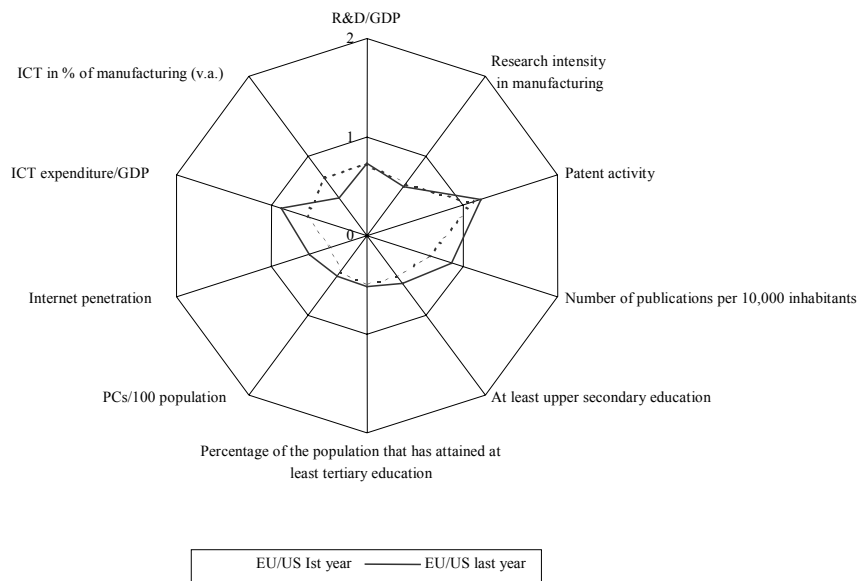 R&D/GDP
2
Research intensity
in manufacturing
ICT in % of manufacturing (v.a.)
1
ICT expenditure/GDP
Patent activity
0
Internet penetration
Number of publications per 10,000 inhabitants
PCs/100 population
At least upper secondary education
Percentage of the population that has attained at
least tertiary education
EU/US Ist year EU/US last year